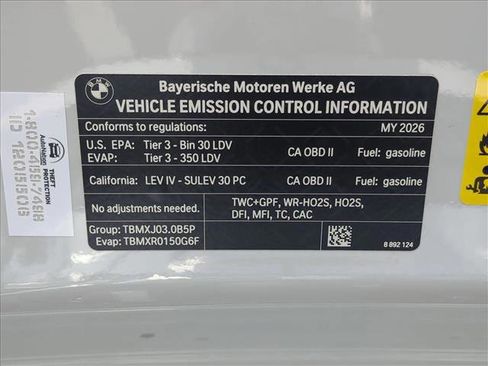 BMW
Bayerische Motoren Werke AG
VEHICLE EMISSION CONTROL INFORMATION
Conforms to regulations: MY 2026
U.S. EPA: Tier 3 - Bin 30 LDV CA OBD II Fuel: gasoline
EVAP: Tier 3 - 350 LDV
California: LEV IV - SULEV 30 PC CA OBD II Fuel: gasoline
No adjustments needed. TWC+GPF, WR-HO2S, HO2S,
DFI, MFI, TC, CAC
Group: TBMXJ03.0B5P
Evap: TBMXR0150G6F 8 892 124
THEFT
PROTECTION